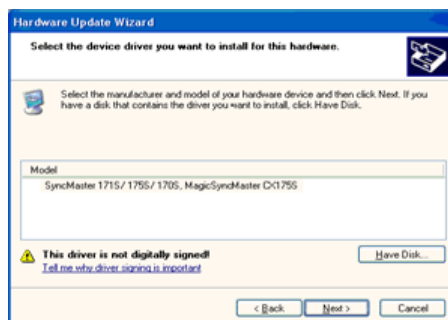 Hardware Update Wizard
Select the device driver you want to install for this hardware.
Select the manufacturer and model of your hardware device and then click Next. If you
have a disk that contains the driver you want to install, click Have Disk.
Model
SyncMaster 171S/ 175S/ 170S, MagicSyncMaster CX175S
This driver is not digitally signed!
Have Disk...
Tell me why driver signing is important
< Back
Next >
Cancel